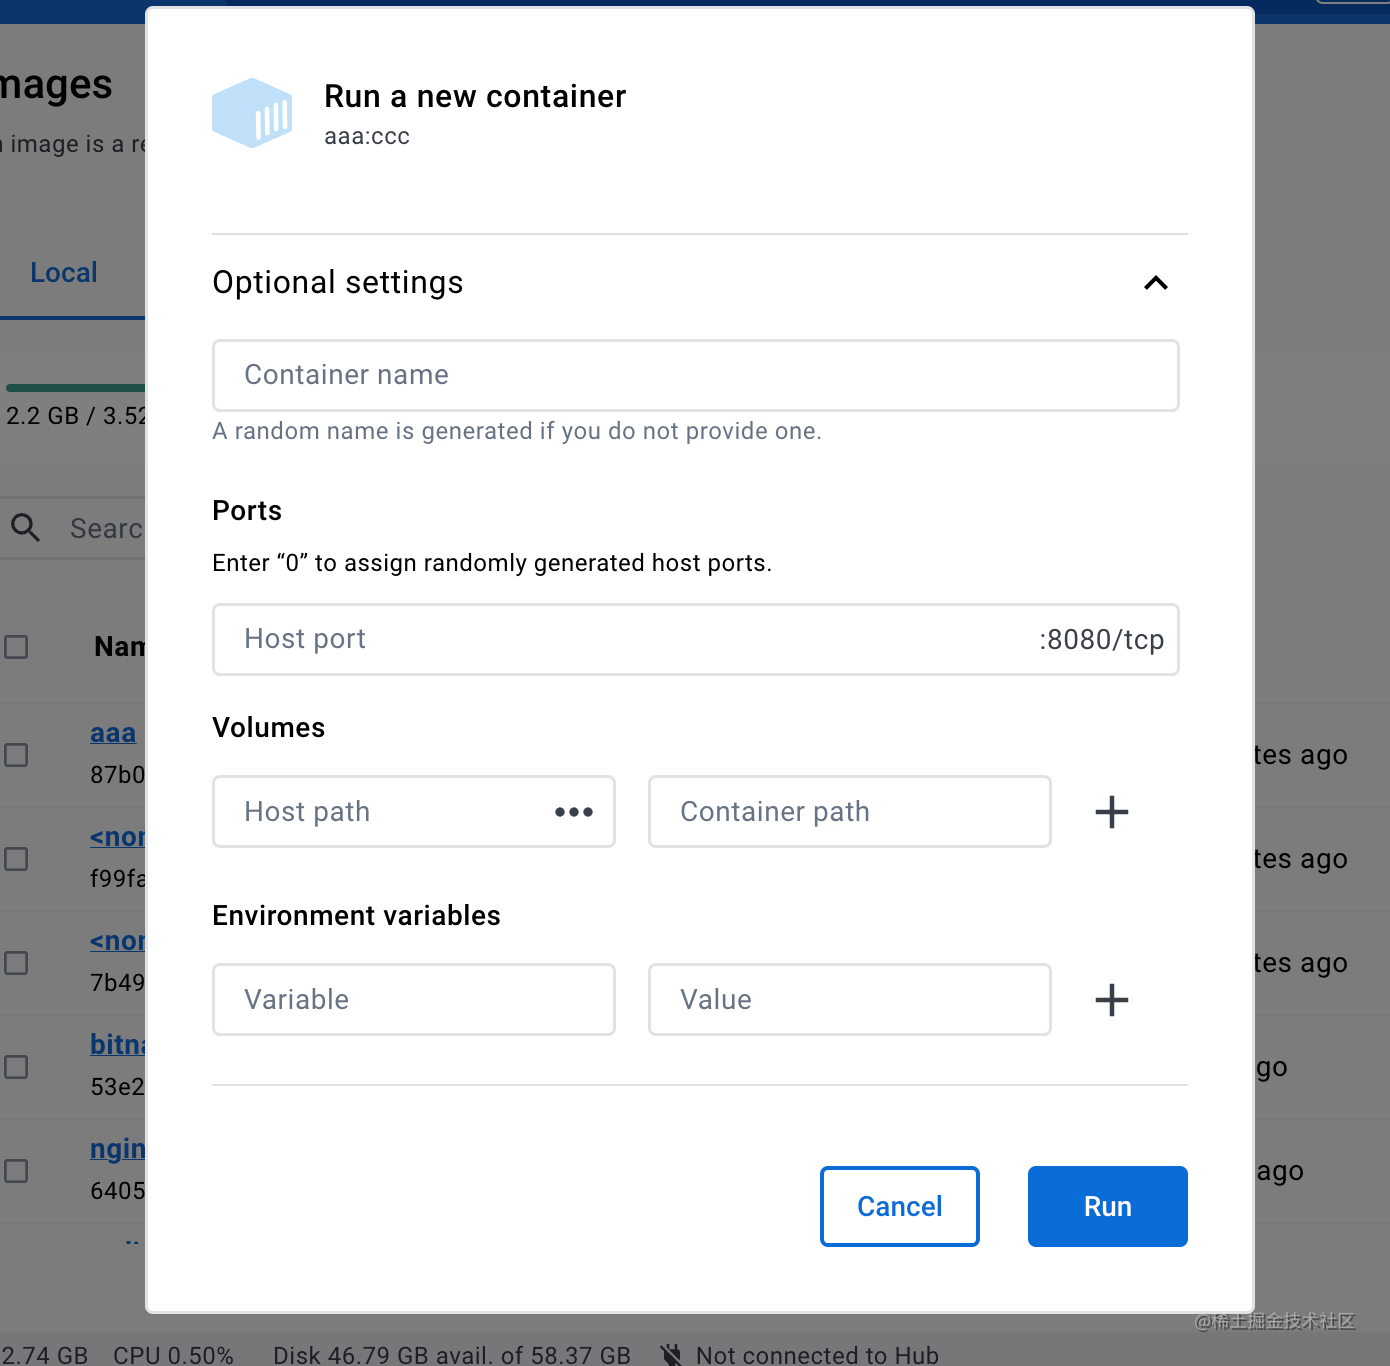 mages
image is a re
Local
2.2 GB / 3.52
Searc
Nam
aaa
87b0
<non
f99fa
<non
7b49
bitna
53e2
ngin
6405
Run a new container
aaa:ccc
Optional settings
Container name
A random name is generated if you do not provide one.
Ports
Enter “0” to assign randomly generated host ports.
Host port :8080/tcp
Volumes
Host path ••• Container path +
Environment variables
Variable Value +
Cancel Run
tes ago
tes ago
tes ago
go
ago
@稀土掘金技术社区
2.74 GB CPU 0.50% Disk 46.79 GB avail. of 58.37 GB Not connected to Hub